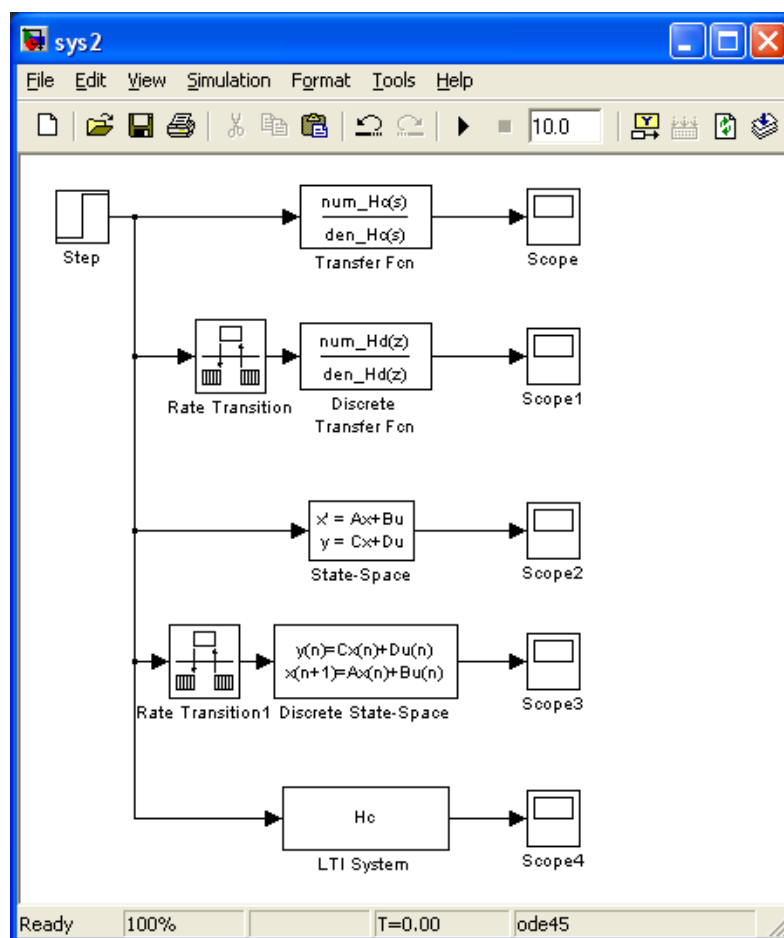 sys2
File Edit View Simulation Format Tools Help
10.0
Step
num_Hc(s)
den_Hc(s)
Transfer Fcn
Scope
Rate Transition
num_Hd(z)
den_Hd(z)
Discrete
Transfer Fcn
Scope1
x' = Ax+Bu
y = Cx+Du
State-Space
Scope2
Rate Transition1
y(n)=Cx(n)+Du(n)
x(n+1)=Ax(n)+Bu(n)
Discrete State-Space
Scope3
Hc
LTI System
Scope4
Ready 100% T=0.00 ode45